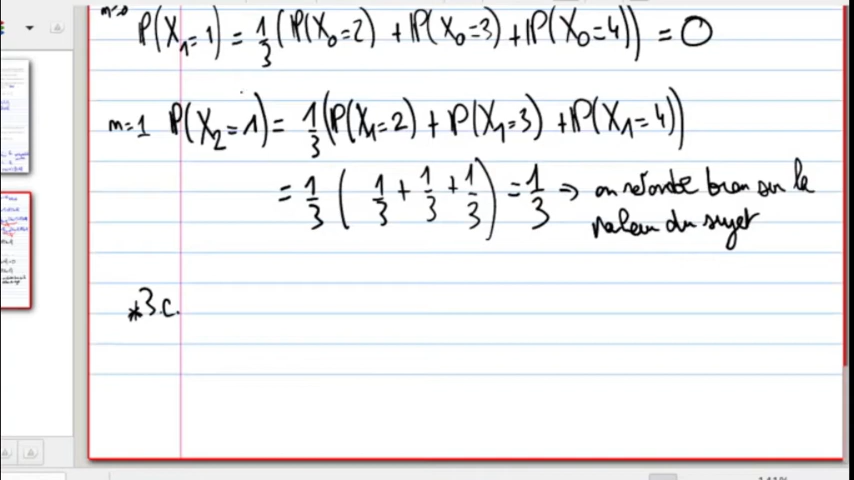 n=0 P(X₁=1) = 1/3 (P(X₀=2) + P(X₀=3) + P(X₀=4)) = 0
n=1 P(X₂=1) = 1/3 (P(X₁=2) + P(X₁=3) + P(X₁=4))
= 1/3 ( 1/3 + 1/3 + 1/3 ) = 1/3 ⇒ on retombe bien sur la
valeur du sujet
*3.c.